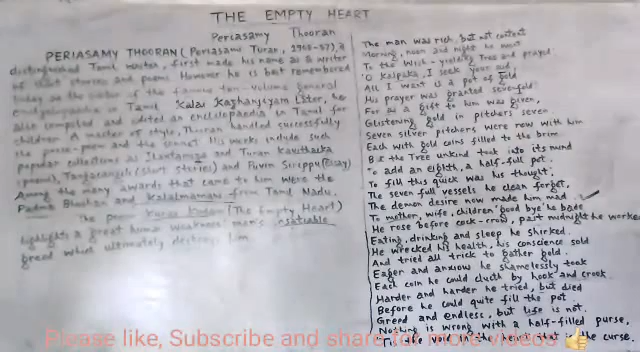 THE EMPTY HEART
Periasamy Thooran
PERIASAMY THOORAN (Periasami Turan, 1908-87), a
distinguished Tamil writer, first made his name as a writer
of short stories and poems. However he is best remembered
today as the editor of the famous ten-volume general
encyclopaedia in Tamil Kalai Kazhanjiyam Later, he
also compiled and edited an encyclopaedia in Tamil, for
children. A master of style, Thooran handled successfully
the prose-poem and the sonnet. His works include such
popular collections as Ilantamisa and Turan Kavithaika
(poems), Tangacangili (short stories) and Puvin Sirippu (Essay)
Among the many awards that came to him were the
Padma Bhushan and Kalaimamani from Tamil Nadu.
The poem Kurai Kudam (The Empty Heart)
highlights a great human weakness man's insatiable
greed which ultimately destroys him.
The man was rich, but not content
Morning, noon and night he went
To the Wish-yielding Tree and prayed:
'O Kalpaka, I seek your aid,
All I want is a pot of gold
His prayer was granted sevenfold
For as a gift to him was given,
Glistening gold in pitchers seven.
Seven silver pitchers were now with him
Each with gold coins filled to the brim
But the Tree unkind took into its mind
To add an eighth, a half-full pot.
To fill this quick was his thought,
The seven full vessels he clean forgot,
The demon desire now made him mad
To mother, wife, children 'Good bye' he bade
He rose before cock-crow, past midnight he worke
Eating, drinking and sleep he shirked.
He wrecked his health, his conscience sold
And tried all trick to gather gold.
Eager and anxious he shamelessly took
Each coin he could clutch by hook and crook.
Harder and harder he tried, but died
Before he could quite fill the pot.
Greed and endless, but life is not.
Nothing is wrong with a half-filled purse,
in the heart that he curse.
Please like, Subscribe and share for more videos 👍